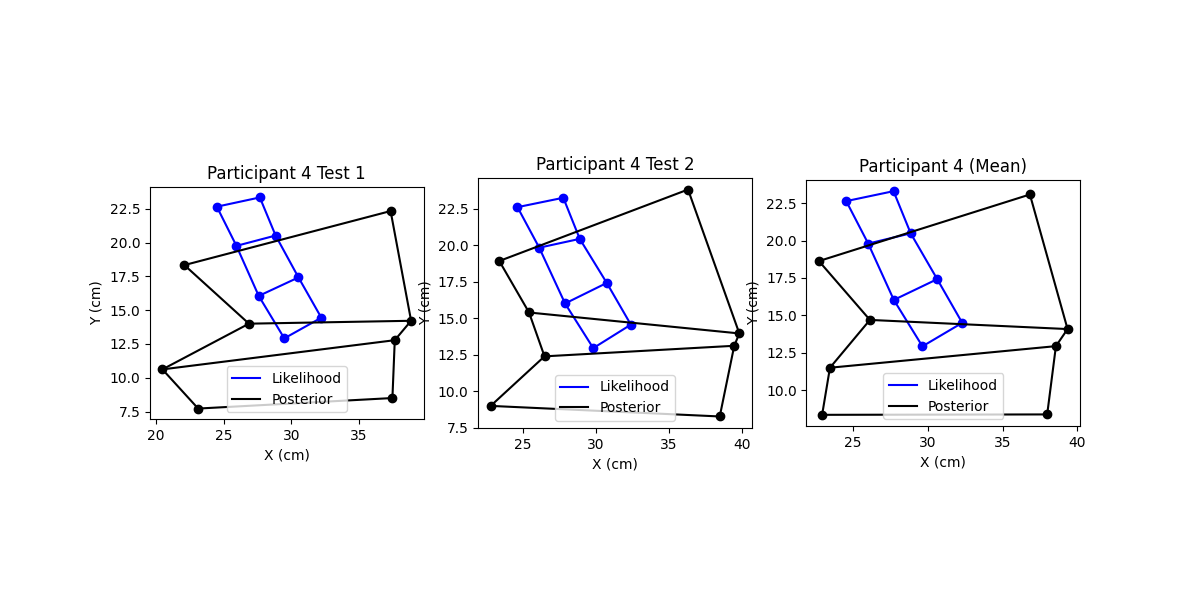 Participant 4 Test 1
22.5
20.0
17.5
15.0
12.5
10.0
7.5
Y (cm)
20 25 30 35
X (cm)
Likelihood
Posterior
Participant 4 Test 2
22.5
20.0
17.5
15.0
12.5
10.0
7.5
Y (cm)
25 30 35 40
X (cm)
Likelihood
Posterior
Participant 4 (Mean)
22.5
20.0
17.5
15.0
12.5
10.0
Y (cm)
25 30 35 40
X (cm)
Likelihood
Posterior